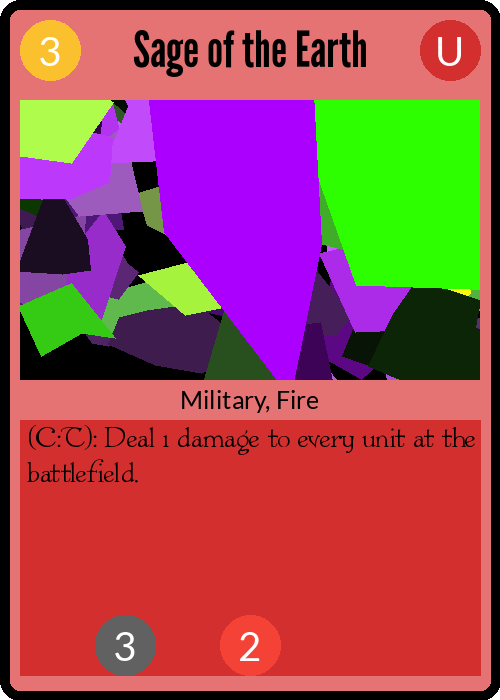 3 Sage of the Earth U
Military, Fire
(C:T): Deal 1 damage to every unit at the
battlefield.
3 2